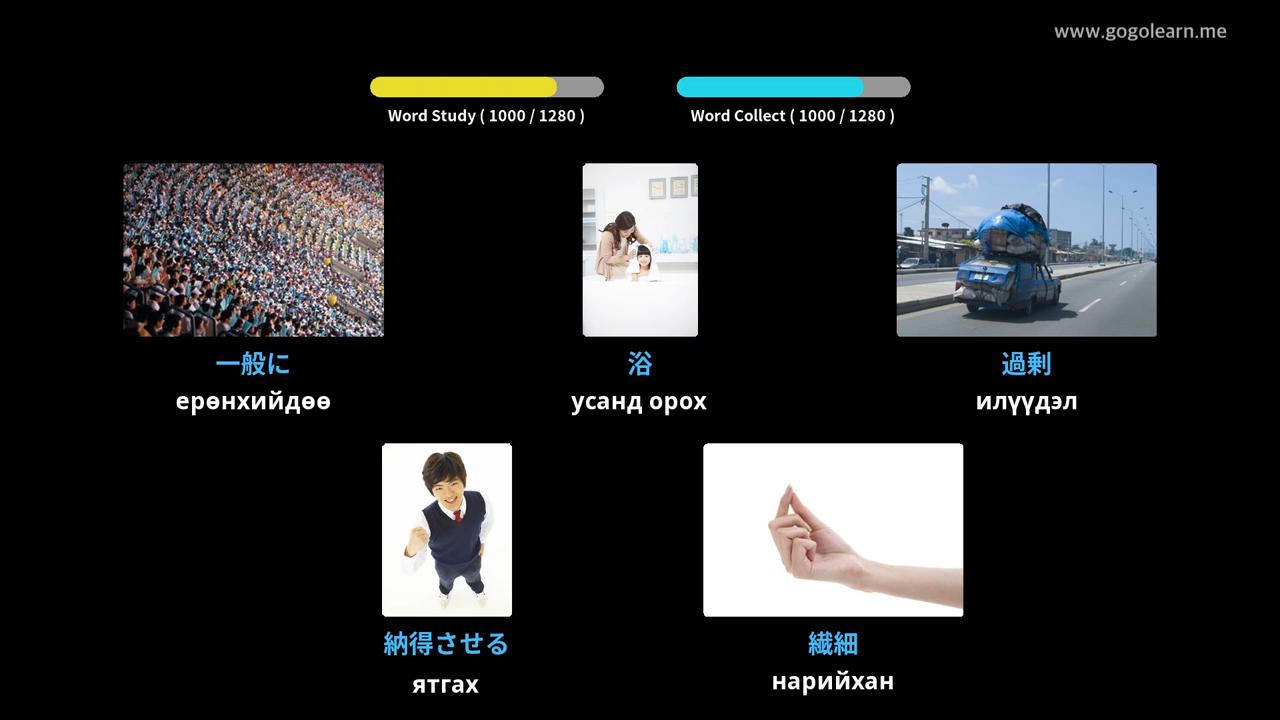 www.gogolearn.me
Word Study ( 1000 / 1280 )
Word Collect ( 1000 / 1280 )
一般に
ерөнхийдөө
浴
усанд орох
過剰
илүүдэл
納得させる
ятгах
繊細
нарийхан